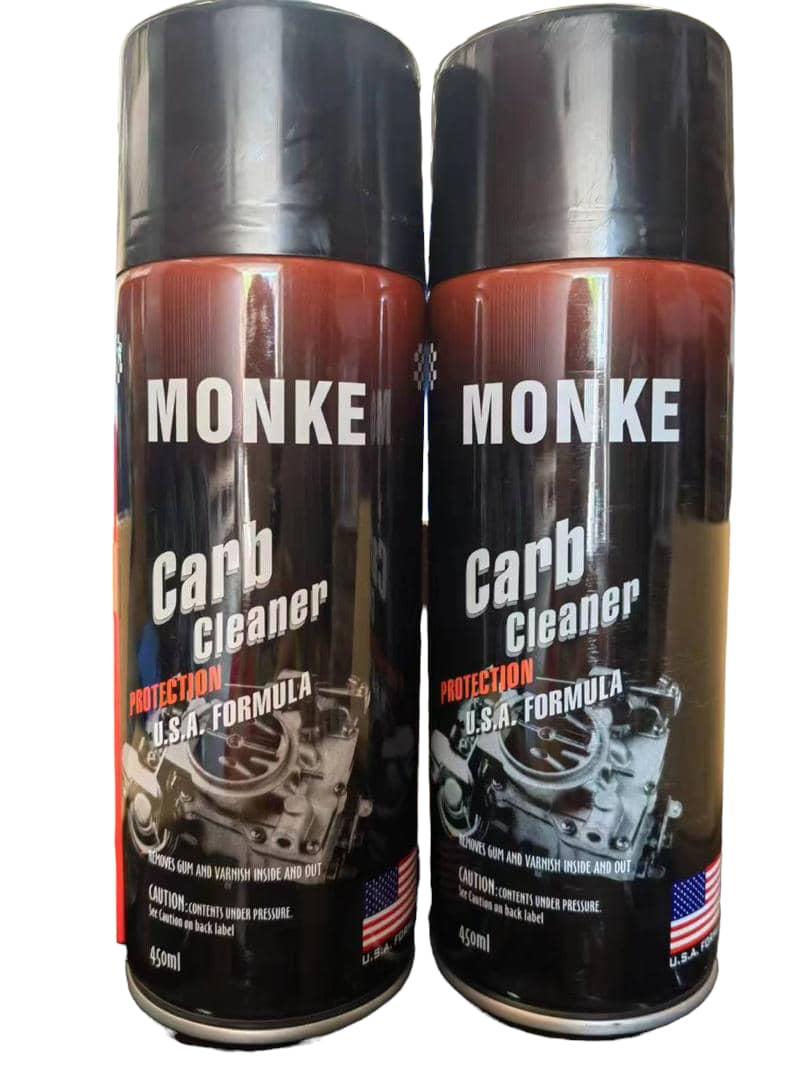 MONKE
Carb
Cleaner
PROTECTION
U.S.A. FORMULA
REMOVES GUM AND VARNISH INSIDE AND OUT
CAUTION: CONTENTS UNDER PRESSURE.
See Caution on back label
450ml
U.S.A. FORM
MONKE
Carb
Cleaner
PROTECTION
U.S.A. FORMULA
REMOVES GUM AND VARNISH INSIDE AND OUT
CAUTION: CONTENTS UNDER PRESSURE.
See Caution on back label
450ml
U.S.A. FOR